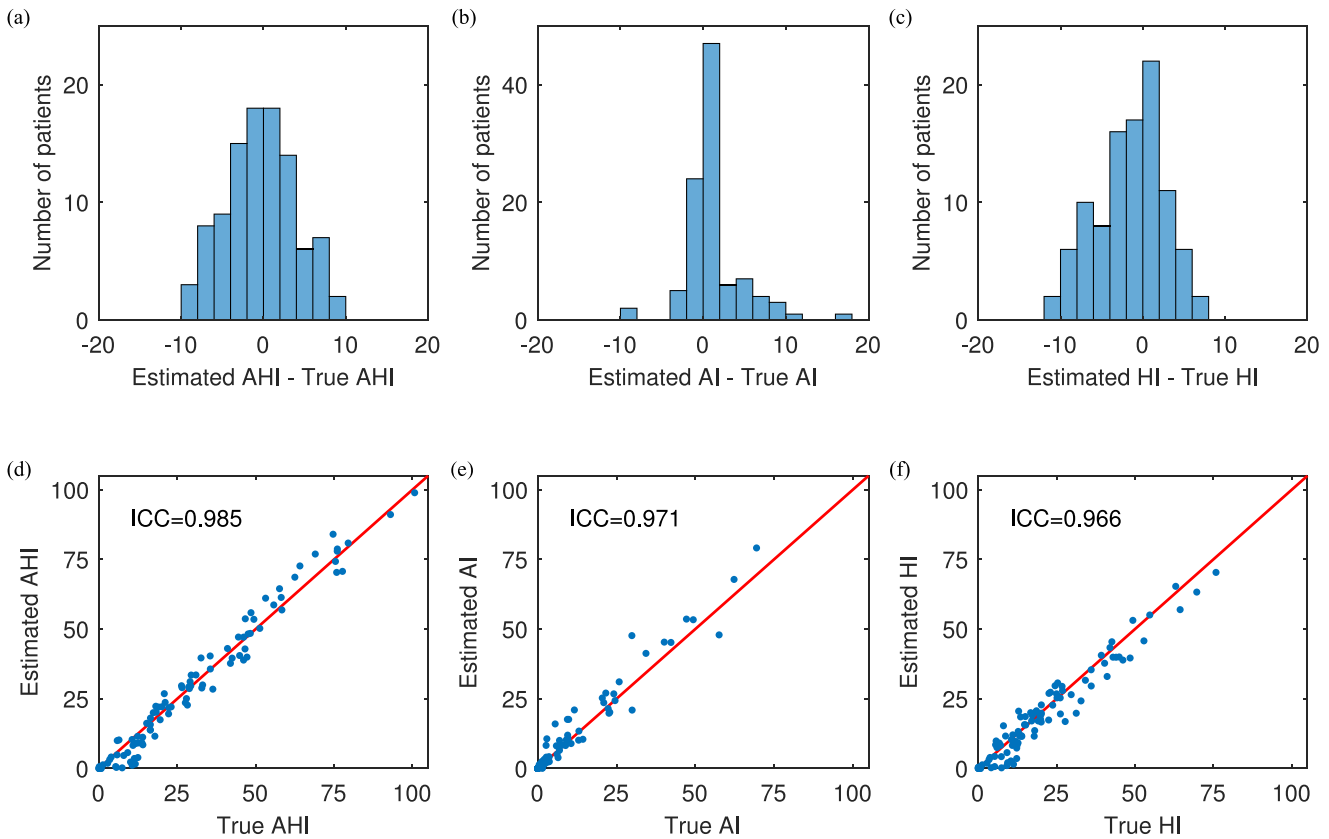 (a)
(b)
(c)
20
10
0
Number of patients
-20 -10 0 10 20
Estimated AHI - True AHI
40
20
0
Number of patients
-20 -10 0 10 20
Estimated AI - True AI
20
10
0
Number of patients
-20 -10 0 10 20
Estimated HI - True HI
(d)
(e)
(f)
100
75
50
25
0
Estimated AHI
ICC=0.985
0 25 50 75 100
True AHI
100
75
50
25
0
Estimated AI
ICC=0.971
0 25 50 75 100
True AI
100
75
50
25
0
Estimated HI
ICC=0.966
0 25 50 75 100
True HI